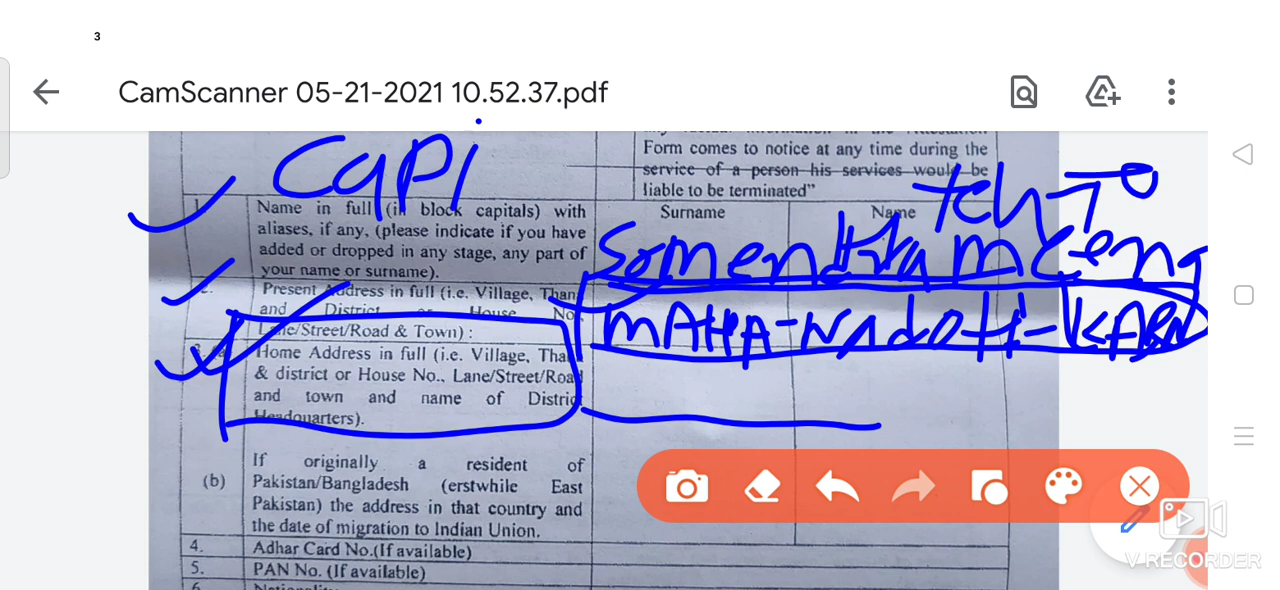 3
CamScanner 05-21-2021 10.52.37.pdf
Form comes to notice at any time during the
service of a person his services would be
liable to be terminated"
CaPi
1. Name in full (in block capitals) with
aliases, if any, (please indicate if you have
added or dropped in any stage, any part of
your name or surname).
Surname
Name
2. Present Address in full (i.e. Village, Thana
and District or House No.
Lane/Street/Road & Town) :
Home Address in full (i.e. Village, Thana
& district or House No., Lane/Street/Road
and town and name of District
Headquarters).
(b) If originally a resident of
Pakistan/Bangladesh (erstwhile East
Pakistan) the address in that country and
the date of migration to Indian Union.
4. Adhar Card No.(If available)
5. PAN No. (If available)
6.
V RECORDER